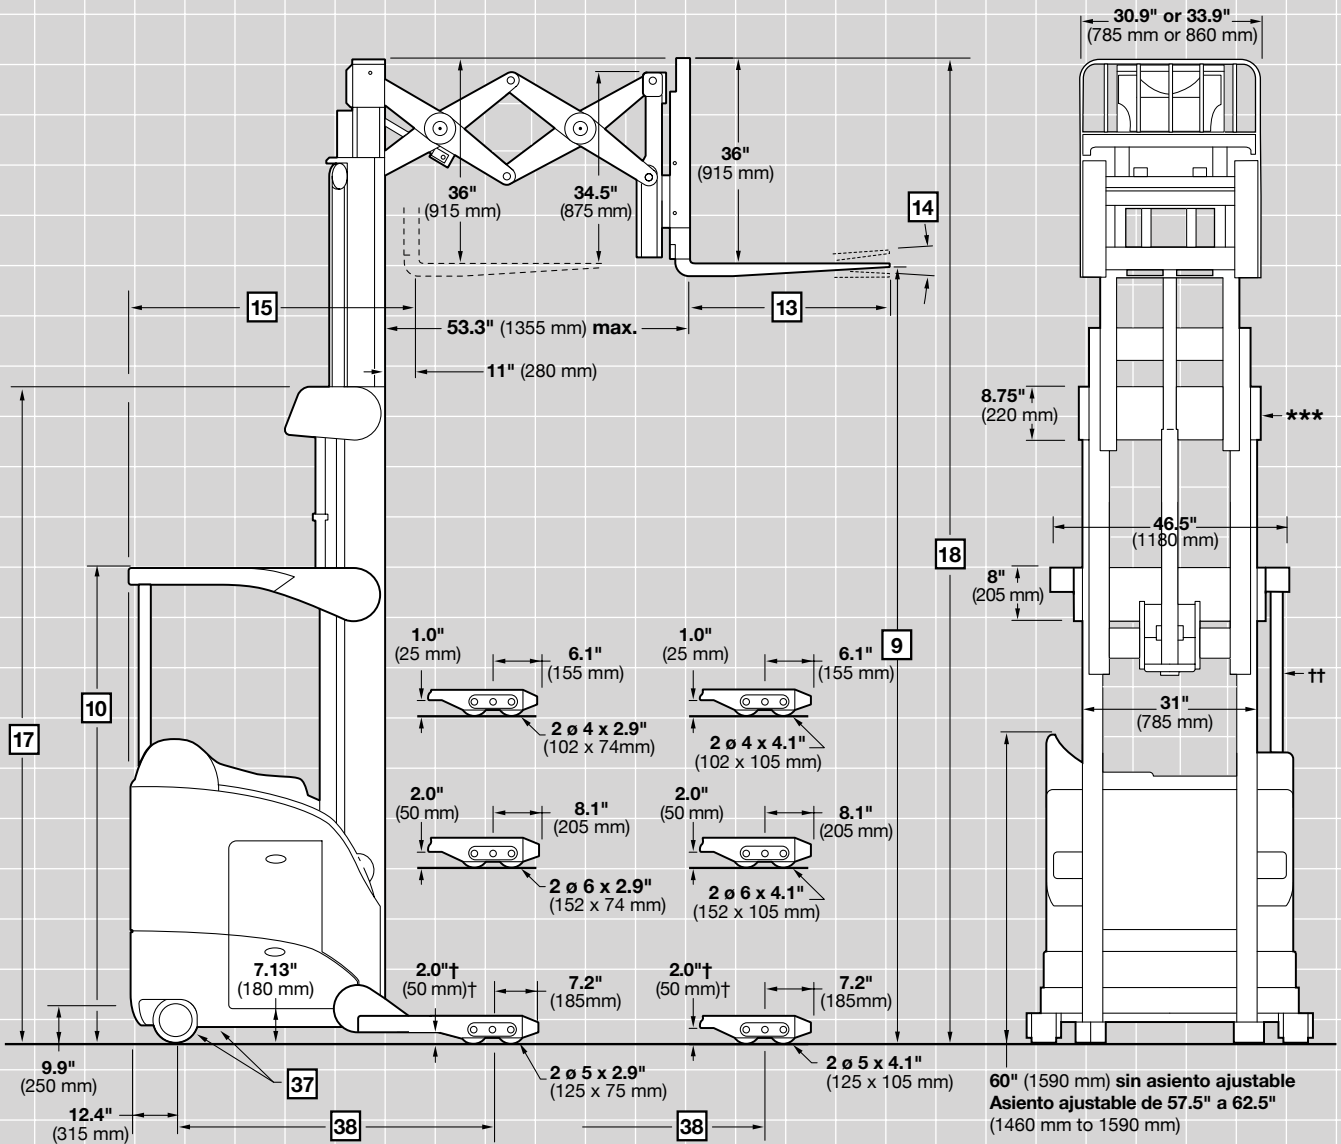 30.9" or 33.9"
(785 mm or 860 mm)
36"
(915 mm)
36"
(915 mm)
34.5"
(875 mm)
14
15
13
53.3" (1355 mm) max.
11" (280 mm)
8.75"
(220 mm)
***
46.5"
(1180 mm)
18
8"
(205 mm)
9
1.0"
(25 mm)
6.1"
(155 mm)
1.0"
(25 mm)
6.1"
(155 mm)
††
10
31"
(785 mm)
17
2 ø 4 x 2.9"
(102 x 74mm)
2 ø 4 x 4.1"
(102 x 105 mm)
2.0"
(50 mm)
8.1"
(205 mm)
2.0"
(50 mm)
8.1"
(205 mm)
2 ø 6 x 2.9"
(152 x 74 mm)
2 ø 6 x 4.1"
(152 x 105 mm)
7.13"
(180 mm)
2.0"†
(50 mm)†
7.2"
(185mm)
2.0"†
(50 mm)†
7.2"
(185mm)
9.9"
(250 mm)
37
2 ø 5 x 2.9"
(125 x 75 mm)
2 ø 5 x 4.1"
(125 x 105 mm)
12.4"
(315 mm)
38
38
60" (1590 mm) sin asiento ajustable
Asiento ajustable de 57.5" a 62.5"
(1460 mm to 1590 mm)